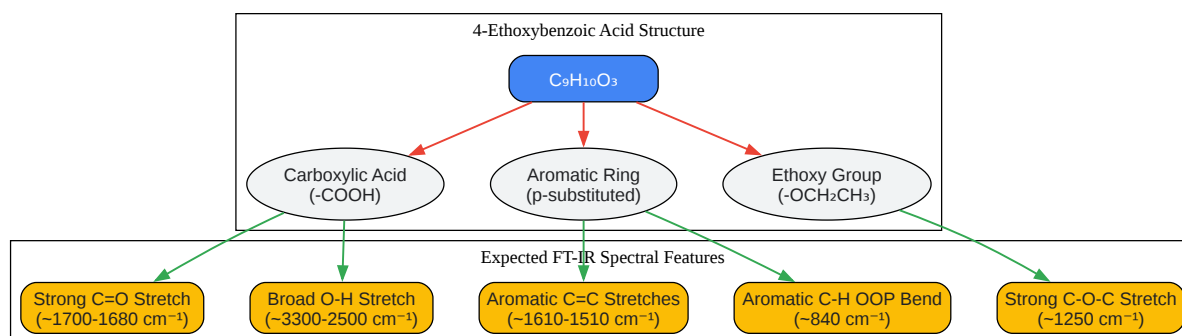 4-Ethoxybenzoic Acid Structure
C₉H₁₀O₃
Carboxylic Acid
(-COOH)
Aromatic Ring
(p-substituted)
Ethoxy Group
(-OCH₂CH₃)
Expected FT-IR Spectral Features
Strong C=O Stretch
(~1700-1680 cm⁻¹)
Broad O-H Stretch
(~3300-2500 cm⁻¹)
Aromatic C=C Stretches
(~1610-1510 cm⁻¹)
Aromatic C-H OOP Bend
(~840 cm⁻¹)
Strong C-O-C Stretch
(~1250 cm⁻¹)